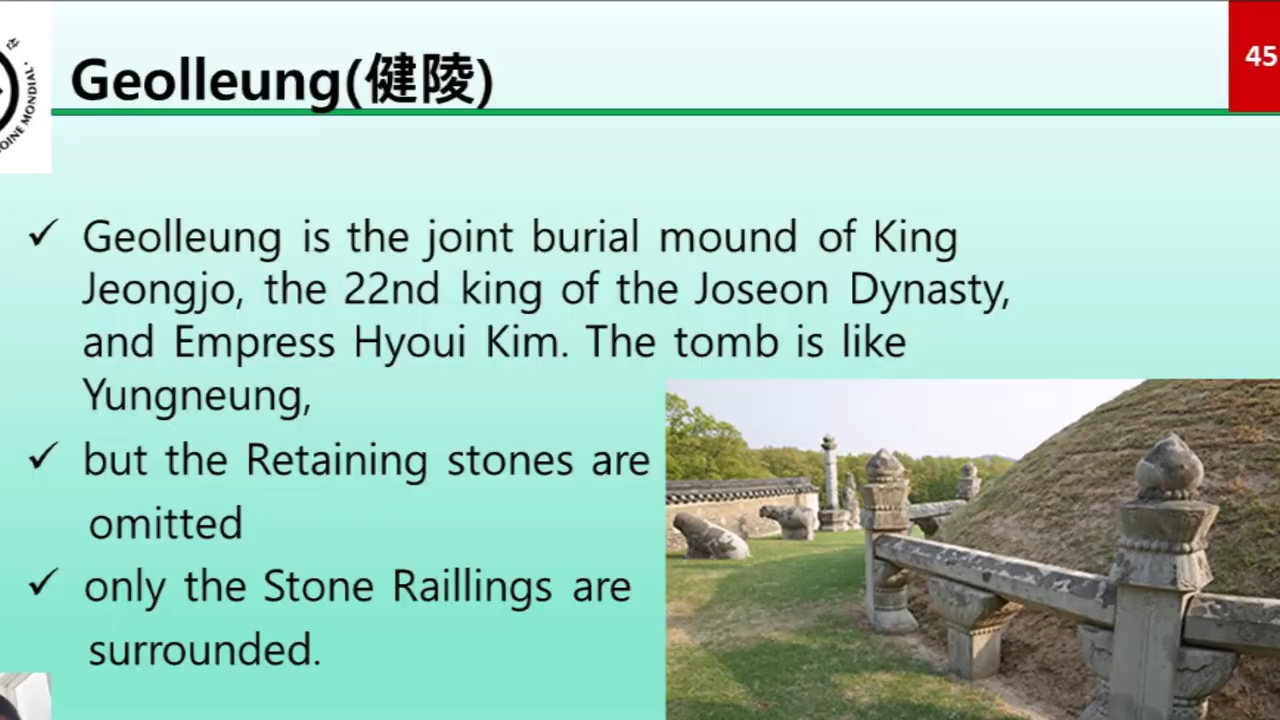 45
Geolleung(健陵)
OINE MONDIAL
✓ Geolleung is the joint burial mound of King
Jeongjo, the 22nd king of the Joseon Dynasty,
and Empress Hyoui Kim. The tomb is like
Yungneung,
✓ but the Retaining stones are
omitted
✓ only the Stone Raillings are
surrounded.